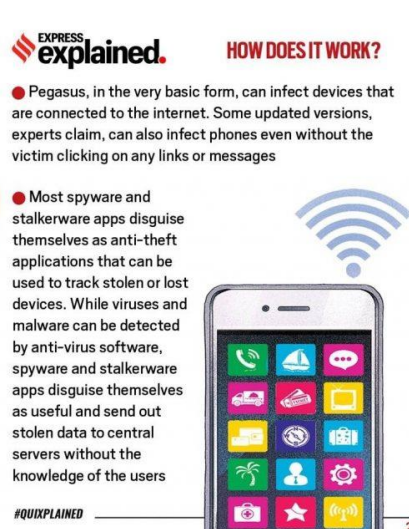 EXPRESS
explained.
HOW DOES IT WORK?
Pegasus, in the very basic form, can infect devices that
are connected to the internet. Some updated versions,
experts claim, can also infect phones even without the
victim clicking on any links or messages
Most spyware and
stalkerware apps disguise
themselves as anti-theft
applications that can be
used to track stolen or lost
devices. While viruses and
malware can be detected
by anti-virus software,
spyware and stalkerware
apps disguise themselves
as useful and send out
stolen data to central
servers without the
knowledge of the users
#QUIXPLAINED